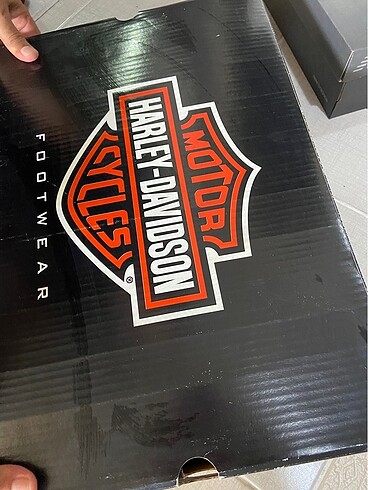 MOTOR
HARLEY-DAVIDSON
CYCLES
®
FOOTWEAR